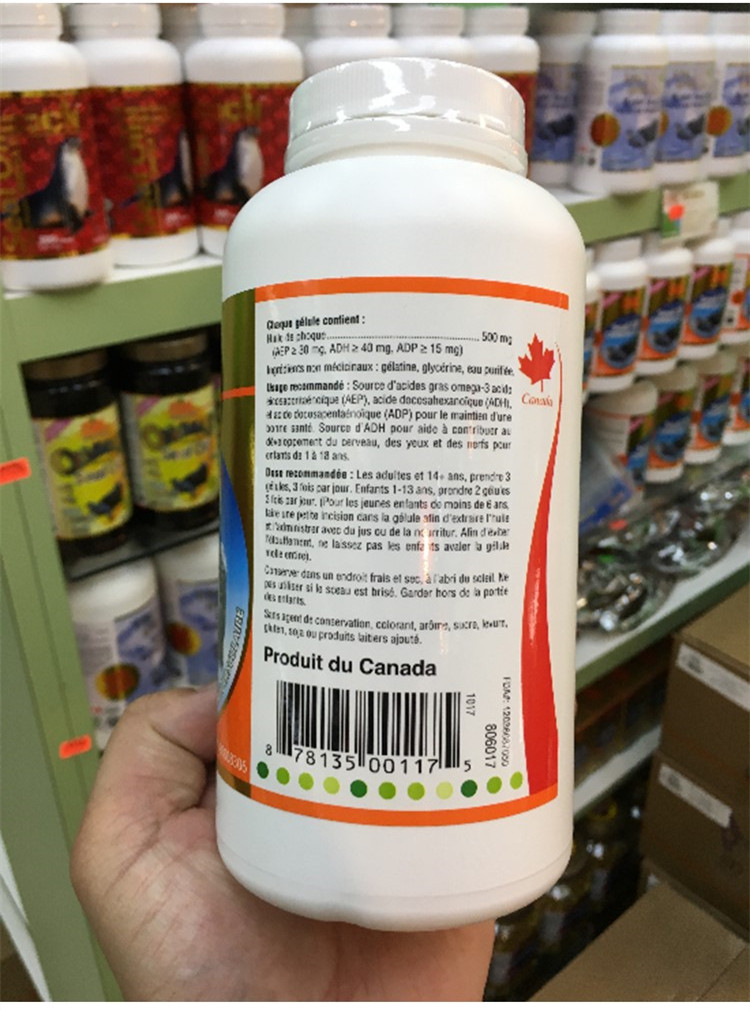 Chaque gélule contient :
Huile de phoque.......................................... 500 mg
(AEP ≥ 30 mg, ADH ≥ 40 mg, ADP ≥ 15 mg)
Ingrédients non médicinaux : gélatine, glycérine, eau purifiée.
Usage recommandé : Source d'acides gras omega-3 acide
eicosapentaénoïque (AEP), acide docosahexanoïque (ADH),
et acide docosapentaénoïque (ADP) pour le maintien d'une
bonne santé. Source d'ADH pour aide à contribuer au
développement du cerveau, des yeux et des nerfs pour
enfants de 1 à 18 ans.
Dose recommandée : Les adultes et 14+ ans, prendre 3
gélules, 3 fois par jour. Enfants 1-13 ans, prendre 2 gélules
3 fois par jour. (Pour les jeunes enfants de moins de 6 ans,
faire une petite incision dans la gélule afin d'extraire l'huile
et l'administrer avec du jus ou de la nourritur. Afin d'éviter
l'étouffement, ne laissez pas les enfants avaler la gélule
molle entire).
Conserver dans un endroit frais et sec, à l'abri du soleil. Ne
pas utiliser si le sceau est brisé. Garder hors de la portée
des enfants.
Sans agent de conservation, colorant, arôme, sucre, levure,
gluten, soja ou produits laitiers ajouté.
Produit du Canada
Canada
8 78135 00117 5
1017
806017